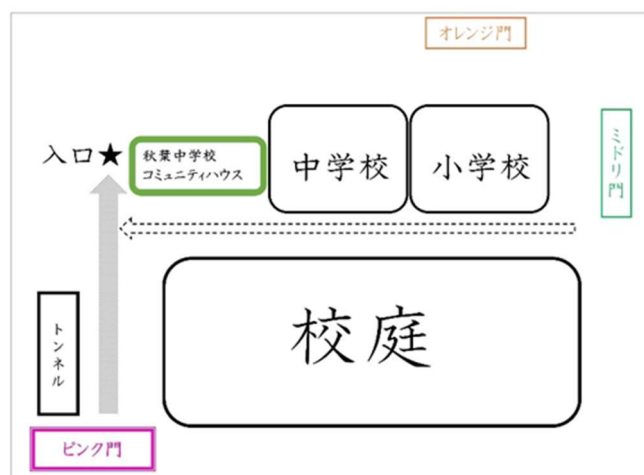 オレンジ門
入口★
秋葉中学校
コミュニティハウス
中学校
小学校
ミドリ門
校庭
トンネル
ピンク門